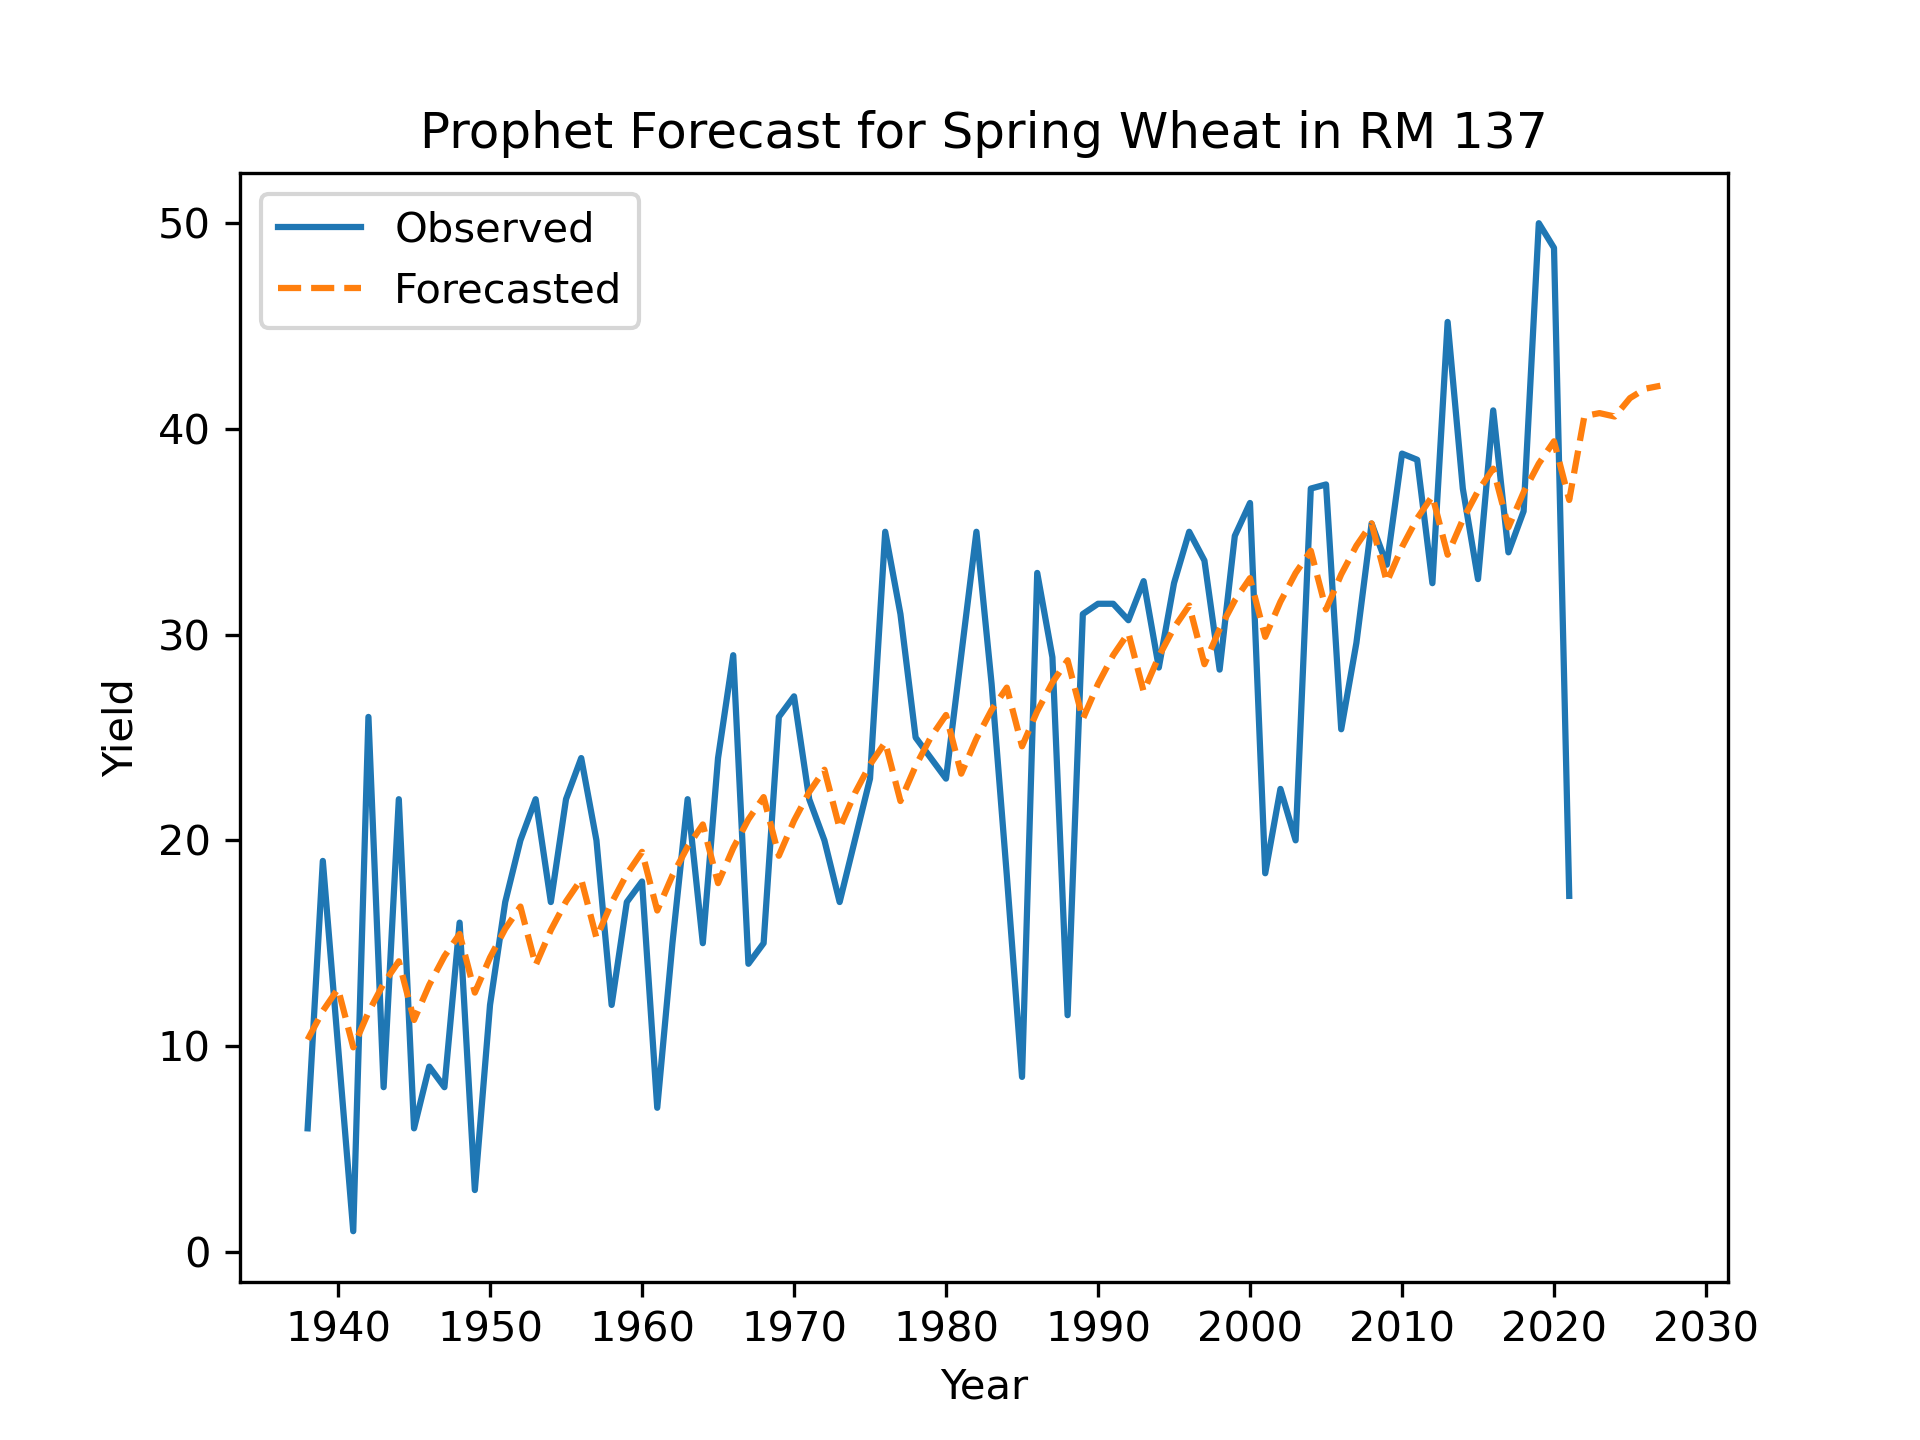 Prophet Forecast for Spring Wheat in RM 137
Observed
Forecasted
50
40
30
20
10
0
Yield
1940 1950 1960 1970 1980 1990 2000 2010 2020 2030
Year